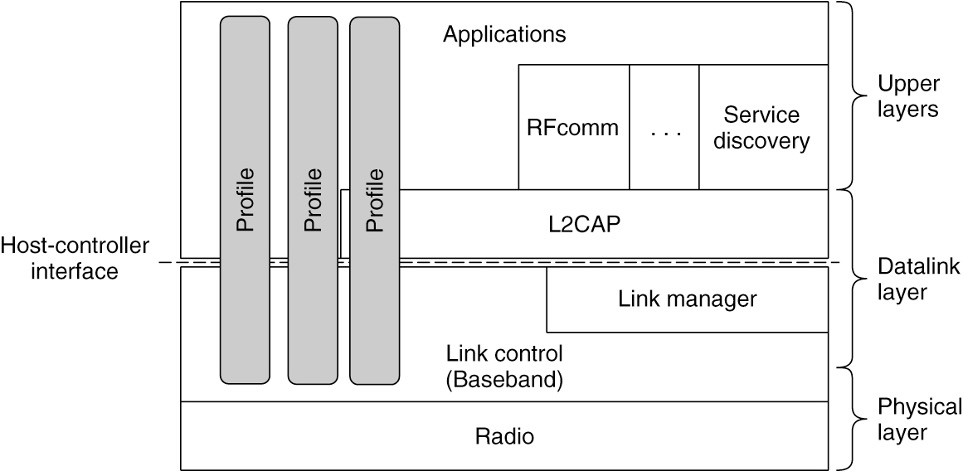 Applications
Upper
layers
RFcomm
. . .
Service
discovery
Profile
Profile
Profile
L2CAP
Host-controller
interface
Datalink
layer
Link manager
Link control
(Baseband)
Physical
layer
Radio